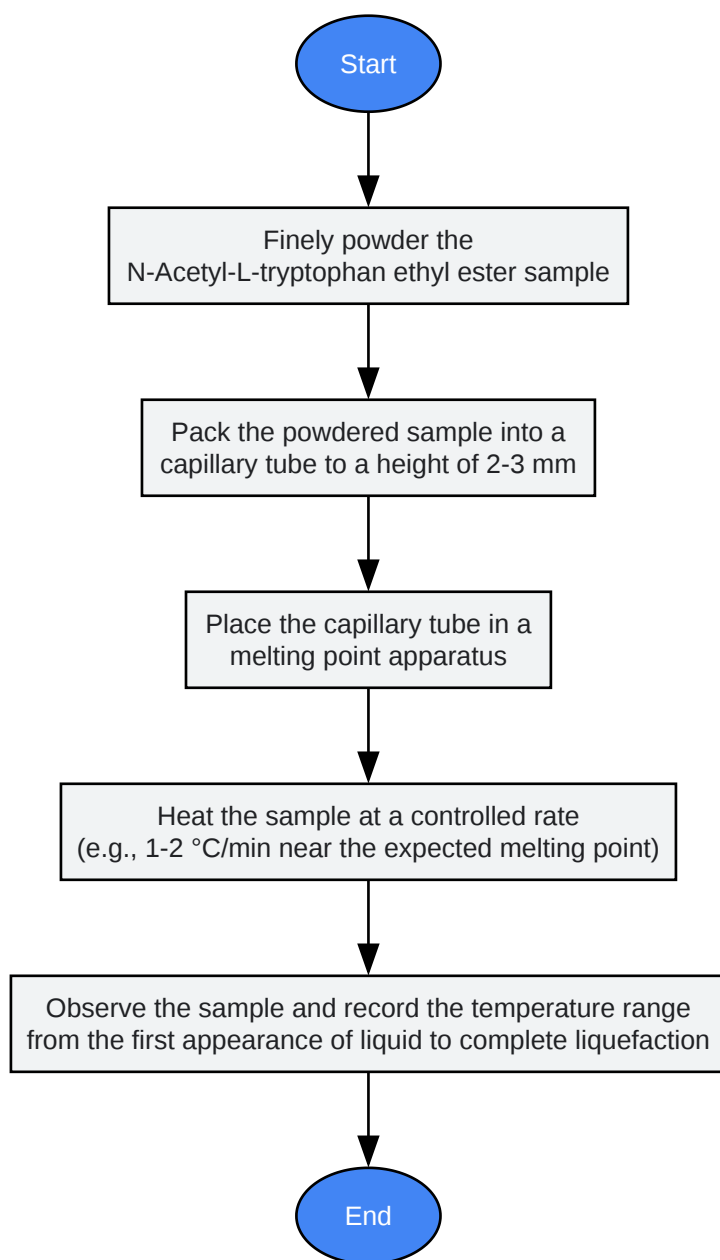 Start
Finely powder the
N-Acetyl-L-tryptophan ethyl ester sample
Pack the powdered sample into a
capillary tube to a height of 2-3 mm
Place the capillary tube in a
melting point apparatus
Heat the sample at a controlled rate
(e.g., 1-2 °C/min near the expected melting point)
Observe the sample and record the temperature range
from the first appearance of liquid to complete liquefaction
End